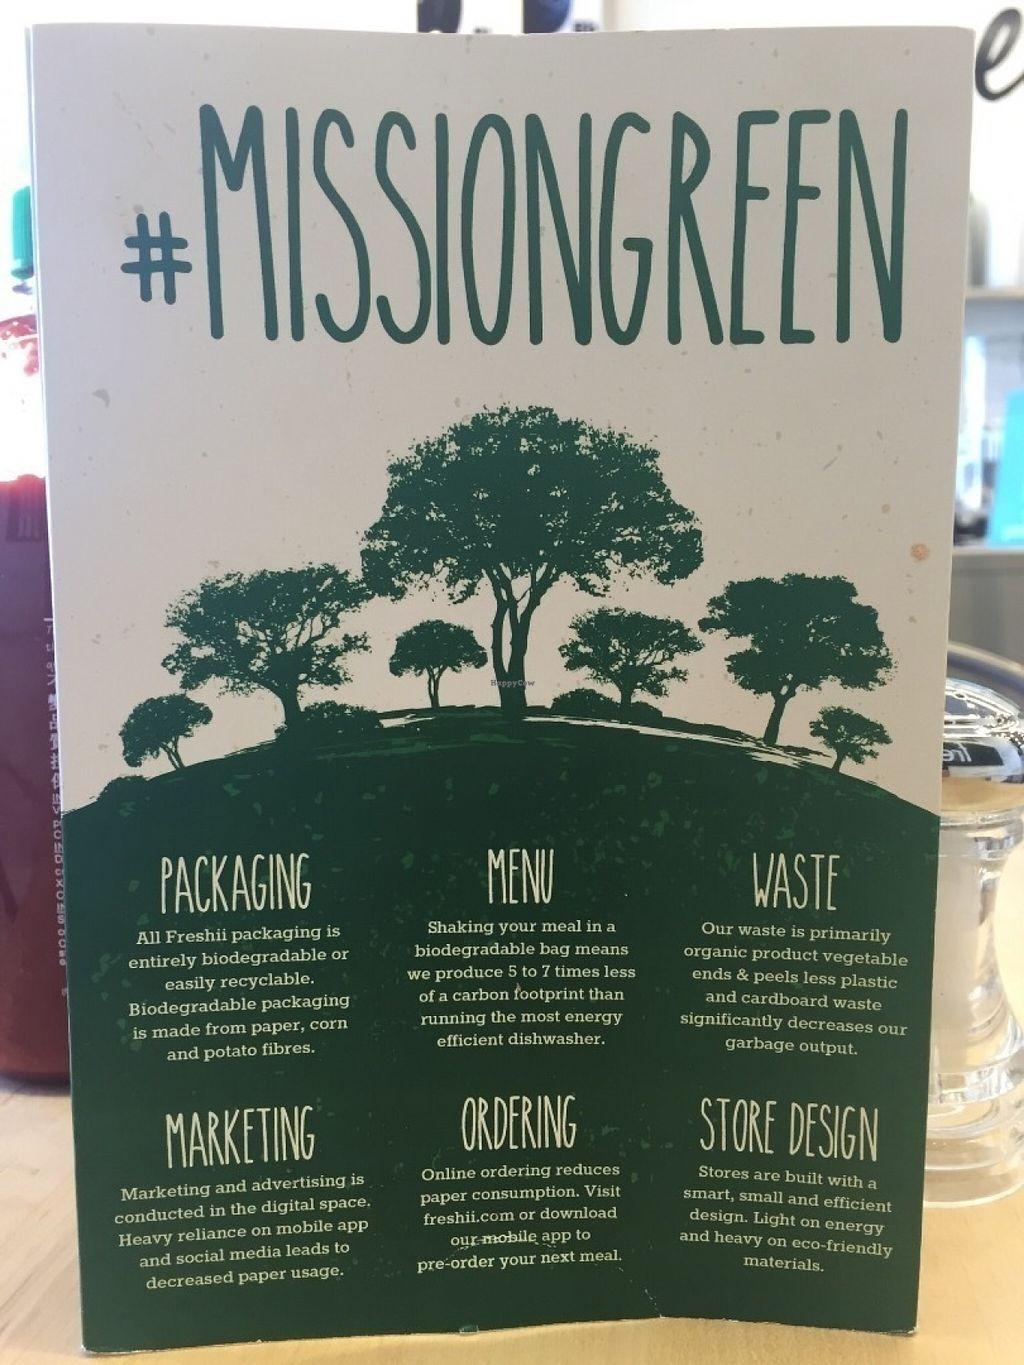 #MISSIONGREEN
HappyCow
PACKAGING
All Freshii packaging is
entirely biodegradable or
easily recyclable.
Biodegradable packaging
is made from paper, corn
and potato fibres.
MENU
Shaking your meal in a
biodegradable bag means
we produce 5 to 7 times less
of a carbon footprint than
running the most energy
efficient dishwasher.
WASTE
Our waste is primarily
organic product vegetable
ends & peels less plastic
and cardboard waste
significantly decreases our
garbage output.
MARKETING
Marketing and advertising is
conducted in the digital space.
Heavy reliance on mobile app
and social media leads to
decreased paper usage.
ORDERING
Online ordering reduces
paper consumption. Visit
freshii.com or download
our mobile app to
pre-order your next meal.
STORE DESIGN
Stores are built with a
smart, small and efficient
design. Light on energy
and heavy on eco-friendly
materials.